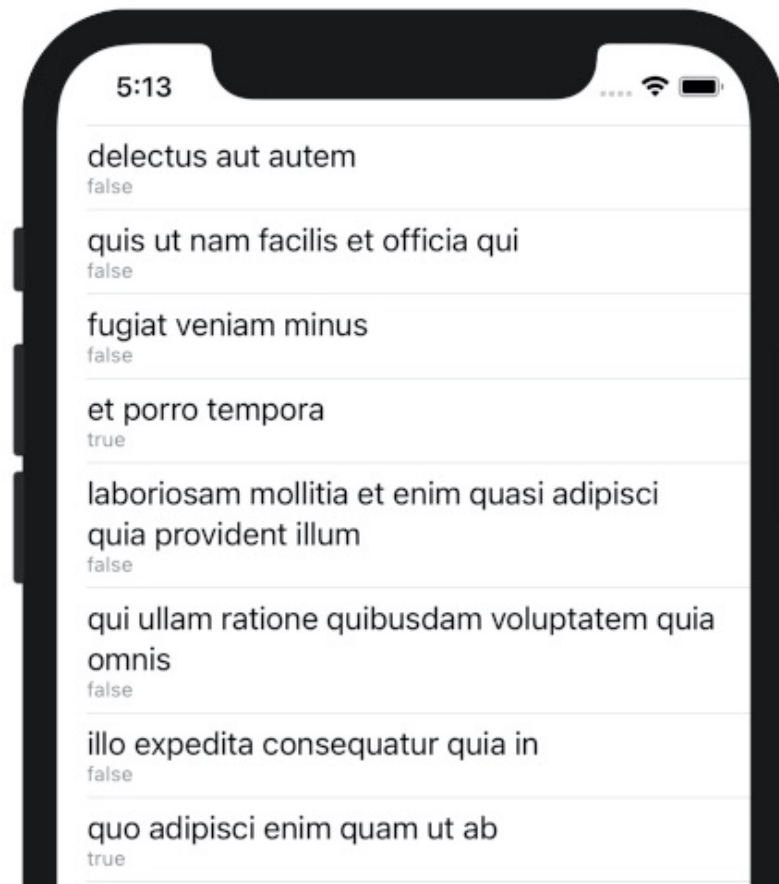 5:13
delectus aut autem
false
quis ut nam facilis et officia qui
false
fugiat veniam minus
false
et porro tempora
true
laboriosam mollitia et enim quasi adipisci
quia provident illum
false
qui ullam ratione quibusdam voluptatem quia
omnis
false
illo expedita consequatur quia in
false
quo adipisci enim quam ut ab
true